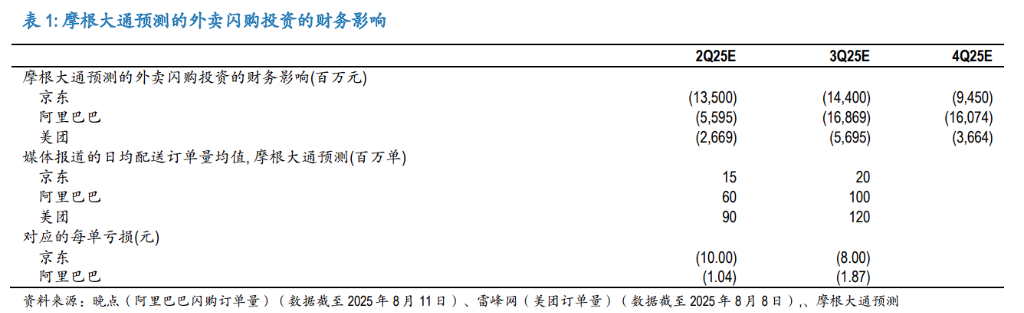 表 1: 摩根大通预测的外卖闪购投资的财务影响
2Q25E 3Q25E 4Q25E
摩根大通预测的外卖闪购投资的财务影响(百万元)
京东 (13,500) (14,400) (9,450)
阿里巴巴 (5,595) (16,869) (16,074)
美团 (2,669) (5,695) (3,664)
媒体报道的日均配送订单量均值, 摩根大通预测(百万单)
京东 15 20
阿里巴巴 60 100
美团 90 120
对应的每单亏损(元)
京东 (10.00) (8.00)
阿里巴巴 (1.04) (1.87)
资料来源：晚点（阿里巴巴闪购订单量）（数据截至 2025 年 8 月 11 日）、雷峰网（美团订单量）（数据截至 2025 年 8 月 8 日）,、摩根大通预测